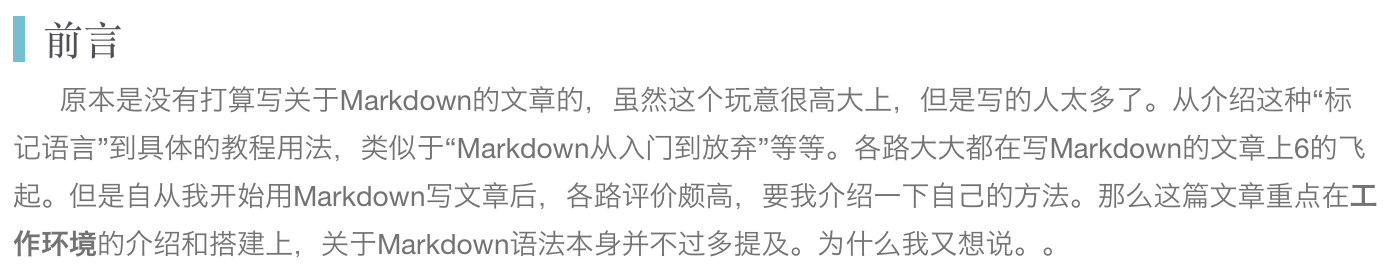 前言
原本是没有打算写关于Markdown的文章的，虽然这个玩意很高大上，但是写的人太多了。从介绍这种“标
记语言”到具体的教程用法，类似于“Markdown从入门到放弃”等等。各路大大都在写Markdown的文章上6的飞
起。但是自从我开始用Markdown写文章后，各路评价颇高，要我介绍一下自己的方法。那么这篇文章重点在工
作环境的介绍和搭建上，关于Markdown语法本身并不过多提及。为什么我又想说。。